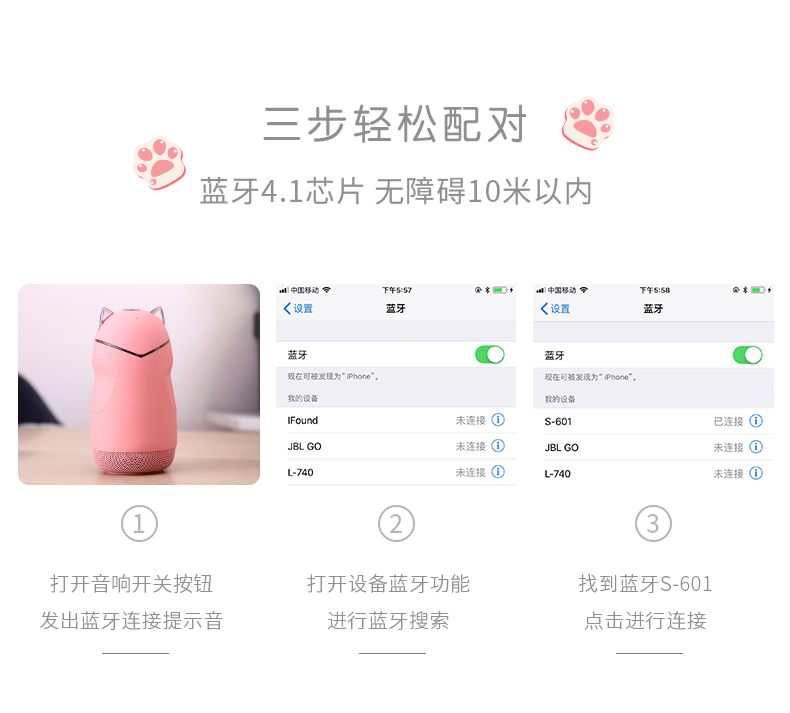 三步轻松配对
蓝牙4.1芯片 无障碍10米以内
中国移动 下午5:57
设置 蓝牙
蓝牙
现在可被发现为“iPhone”。
我的设备
IFound 未连接
JBL GO 未连接
L-740 未连接
中国移动 下午5:58
设置 蓝牙
蓝牙
现在可被发现为“iPhone”。
我的设备
S-601 已连接
JBL GO 未连接
L-740 未连接
1
打开音响开关按钮
发出蓝牙连接提示音
2
打开设备蓝牙功能
进行蓝牙搜索
3
找到蓝牙S-601
点击进行连接